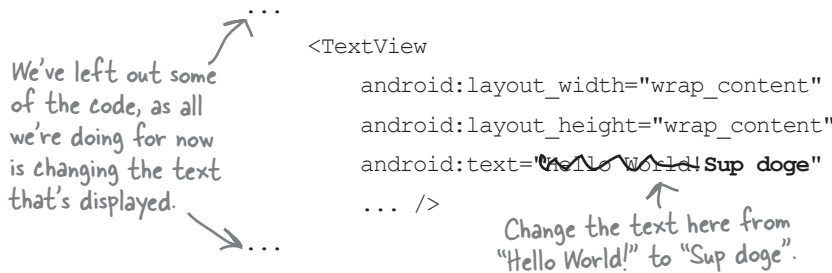 ...
<TextView
We've left out some
of the code, as all
we're doing for now
is changing the text
that's displayed.
android:layout_width="wrap_content"
android:layout_height="wrap_content"
android:text="Hello World!Sup doge"
... />
...
Change the text here from
"Hello World!" to "Sup doge".